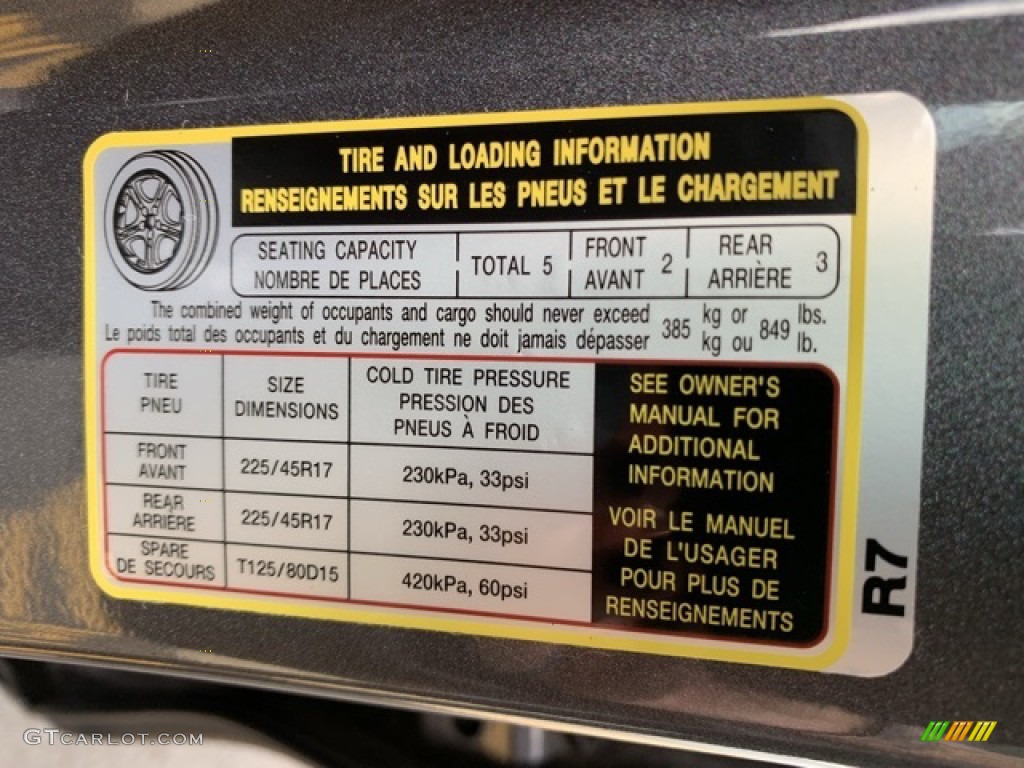 TIRE AND LOADING INFORMATION
RENSEIGNEMENTS SUR LES PNEUS ET LE CHARGEMENT
SEATING CAPACITY
NOMBRE DE PLACES
TOTAL 5
FRONT
AVANT
2
REAR
ARRIÈRE
3
The combined weight of occupants and cargo should never exceed
Le poids total des occupants et du chargement ne doit jamais dépasser
385
kg or
kg ou
849
lbs.
lb.
TIRE
PNEU
SIZE
DIMENSIONS
COLD TIRE PRESSURE
PRESSION DES
PNEUS À FROID
FRONT
AVANT
225/45R17
230kPa, 33psi
REAR
ARRIERE
225/45R17
230kPa, 33psi
SPARE
DE SECOURS
T125/80D15
420kPa, 60psi
SEE OWNER'S
MANUAL FOR
ADDITIONAL
INFORMATION
VOIR LE MANUEL
DE L'USAGER
POUR PLUS DE
RENSEIGNEMENTS
R7
GTCARLOT.COM